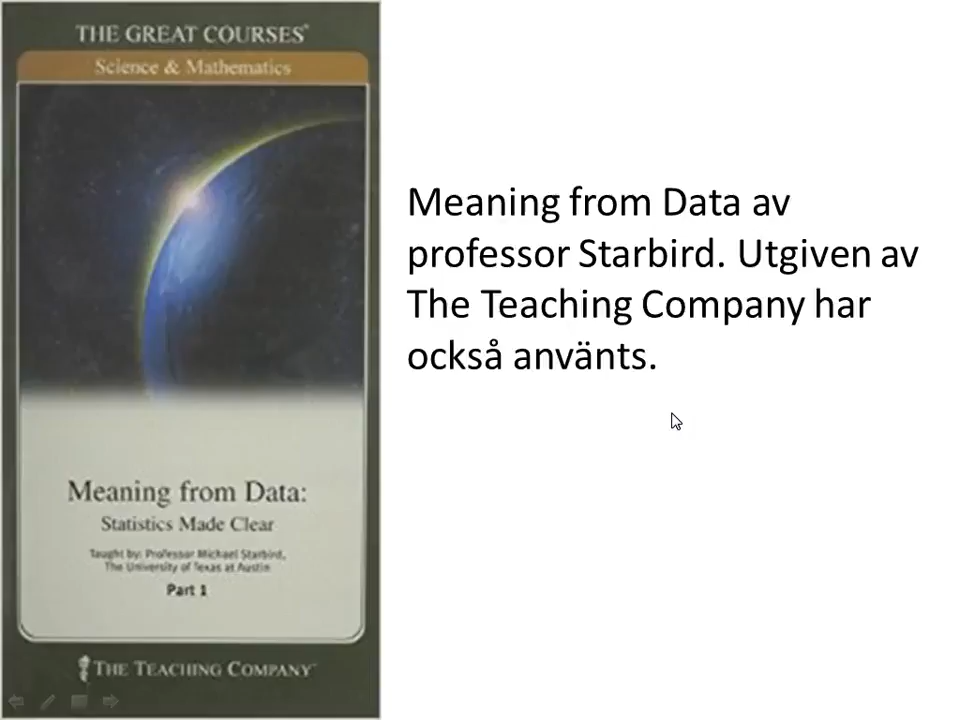 THE GREAT COURSES®
Science & Mathematics
Meaning from Data:
Statistics Made Clear
Taught by: Professor Michael Starbird,
The University of Texas at Austin
Part 1
THE TEACHING COMPANY™
Meaning from Data av
professor Starbird. Utgiven av
The Teaching Company har
också använts.